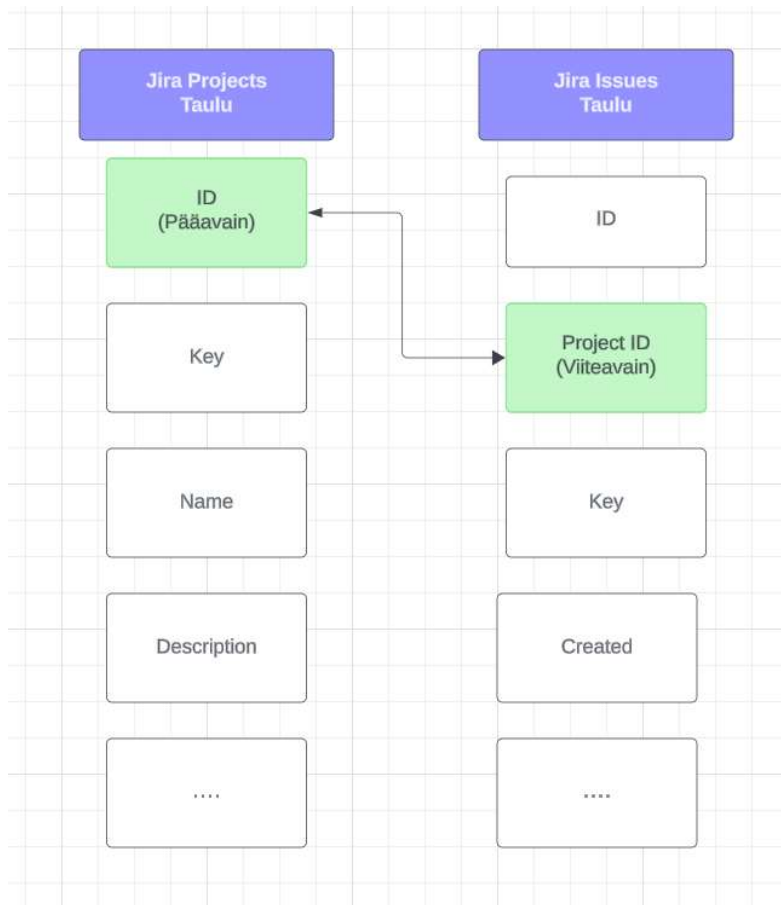 Jira Projects
Taulu
ID
(Pääavain)
Key
Name
Description
....
Jira Issues
Taulu
ID
Project ID
(Viiteavain)
Key
Created
....